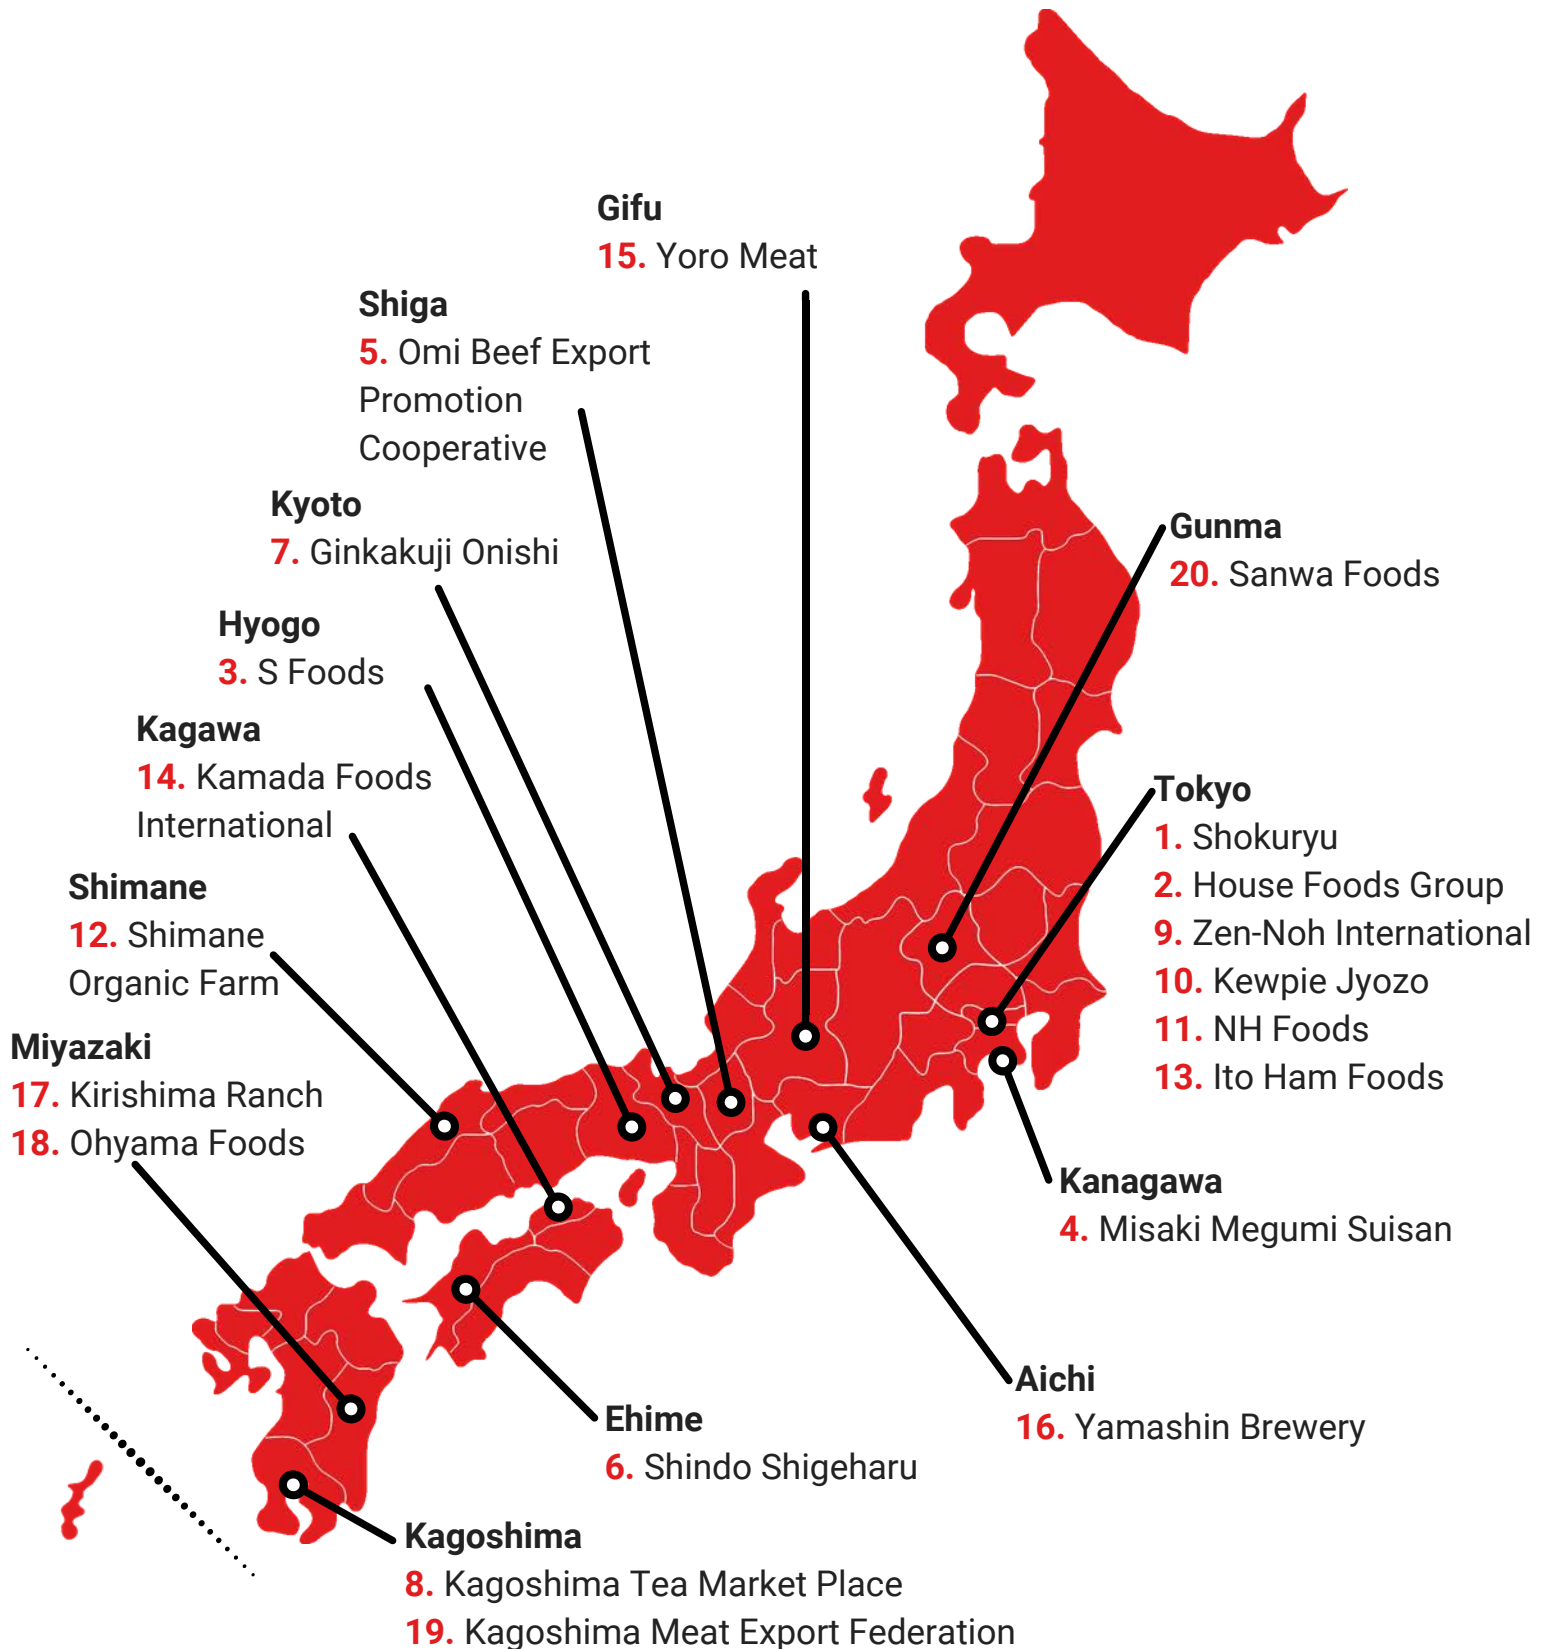 Gifu
15. Yoro Meat
Shiga
5. Omi Beef Export
Promotion
Cooperative
Kyoto
7. Ginkakuji Onishi
Hyogo
3. S Foods
Kagawa
14. Kamada Foods
International
Shimane
12. Shimane
Organic Farm
Miyazaki
17. Kirishima Ranch
18. Ohyama Foods
Gunma
20. Sanwa Foods
Tokyo
1. Shokuryu
2. House Foods Group
9. Zen-Noh International
10. Kewpie Jyozo
11. NH Foods
13. Ito Ham Foods
Kanagawa
4. Misaki Megumi Suisan
Aichi
16. Yamashin Brewery
Ehime
6. Shindo Shigeharu
Kagoshima
8. Kagoshima Tea Market Place
19. Kagoshima Meat Export Federation